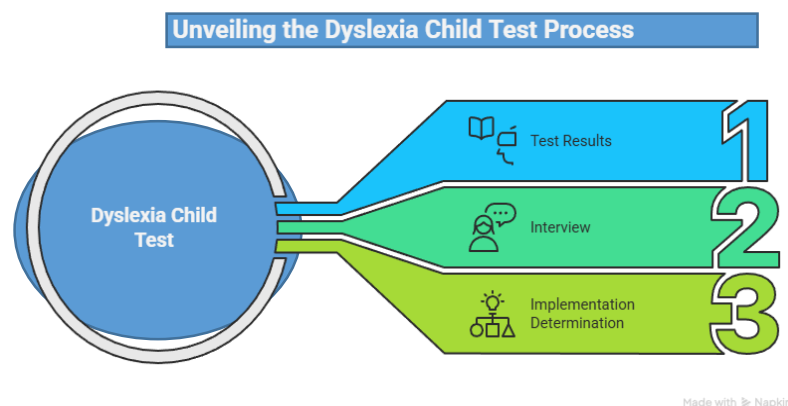 Unveiling the Dyslexia Child Test Process
Dyslexia Child
Test
Test Results
1
Interview
2
Implementation
Determination
3
Made with Napkin